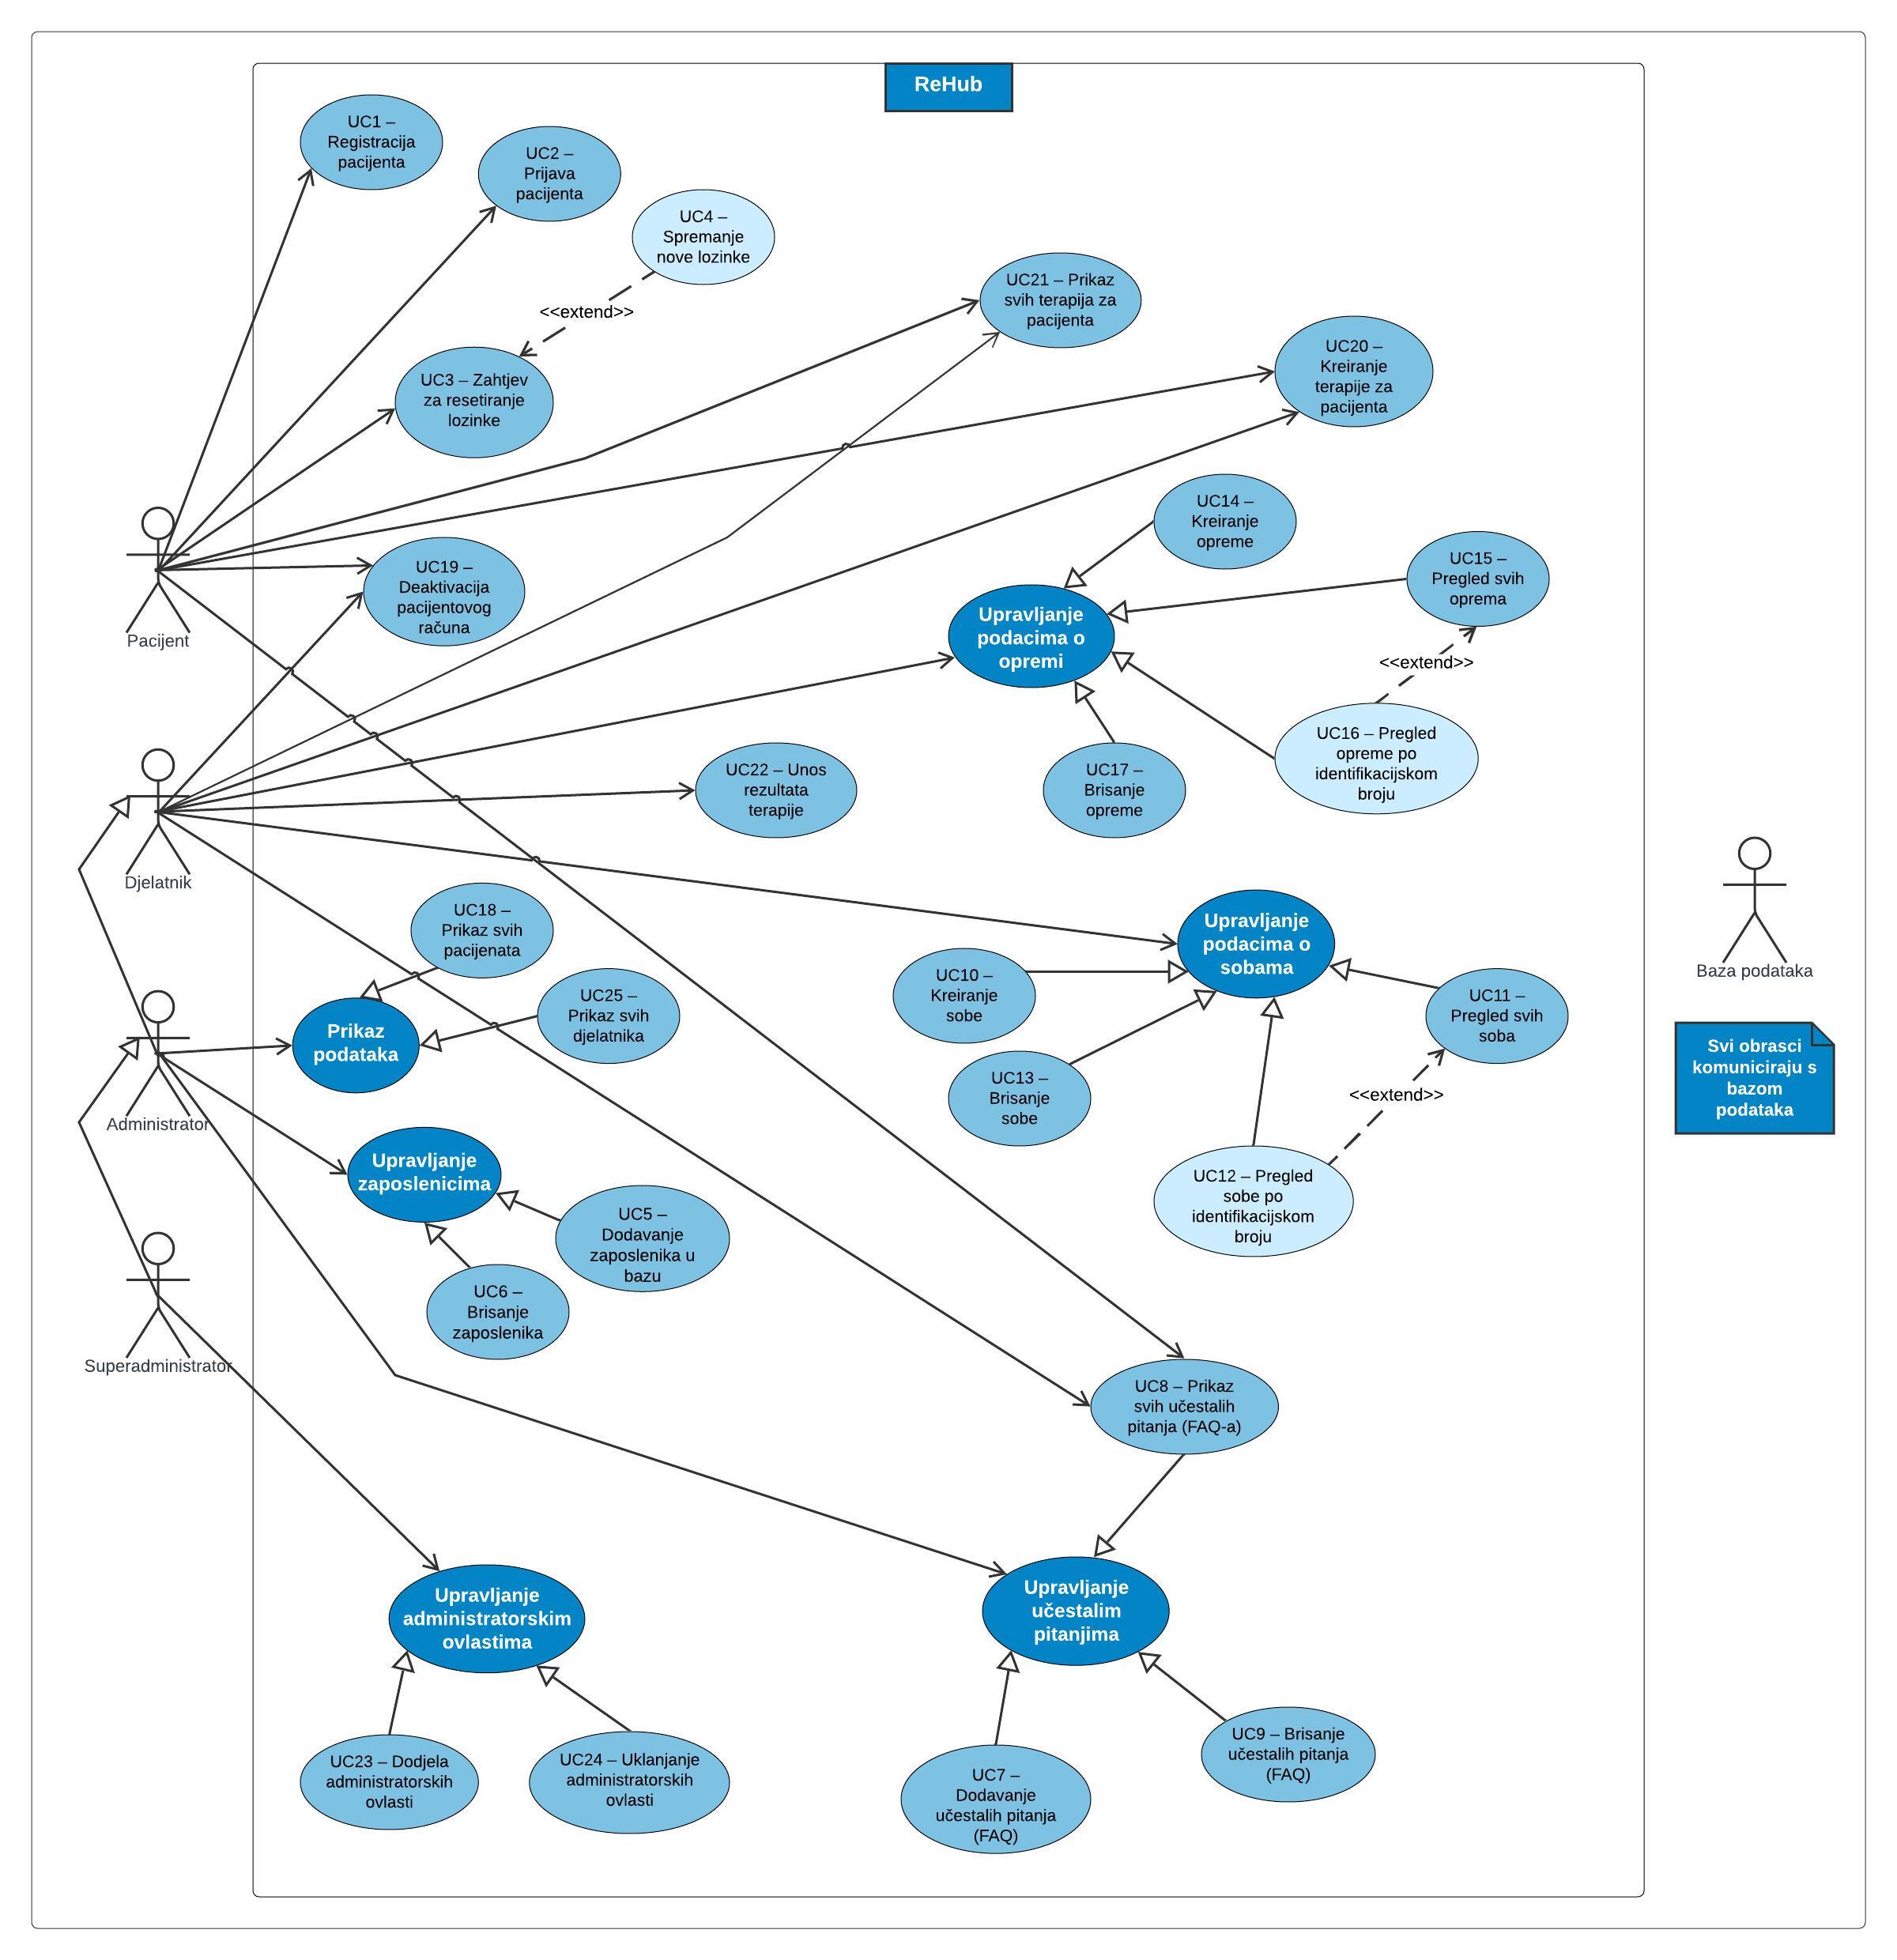 ReHub
UC1 –
Registracija
pacijenta
UC2 –
Prijava
pacijenta
UC4 –
Spremanje
nove lozinke
<<extend>>
UC21 – Prikaz
svih terapija za
pacijenta
UC20 –
Kreiranje
terapije za
pacijenta
UC3 – Zahtjev
za resetiranje
lozinke
UC14 –
Kreiranje
opreme
UC15 –
Pregled svih
oprema
UC19 –
Deaktivacija
pacijentovog
računa
Pacijent
Upravljanje
podacima o
opremi
<<extend>>
UC16 – Pregled
opreme po
identifikacijskom
broju
UC22 – Unos
rezultata
terapije
UC17 –
Brisanje
opreme
Djelatnik
UC18 –
Prikaz svih
pacijenata
Upravljanje
podacima o
sobama
Baza podataka
UC10 –
Kreiranje
sobe
UC25 –
Prikaz svih
djelatnika
UC11 –
Pregled svih
soba
Prikaz
podataka
Svi obrasci
komuniciraju s
bazom
podataka
UC13 –
Brisanje
sobe
<<extend>>
Administrator
Upravljanje
zaposlenicima
UC12 – Pregled
sobe po
identifikacijskom
broju
UC5 –
Dodavanje
zaposlenika u
bazu
UC6 –
Brisanje
zaposlenika
Superadministrator
UC8 – Prikaz
svih učestalih
pitanja (FAQ-a)
Upravljanje
administratorskim
ovlastima
Upravljanje
učestalim
pitanjima
UC23 – Dodjela
administratorskih
ovlasti
UC24 – Uklanjanje
administratorskih
ovlasti
UC7 –
Dodavanje
učestalih pitanja
(FAQ)
UC9 – Brisanje
učestalih pitanja
(FAQ)